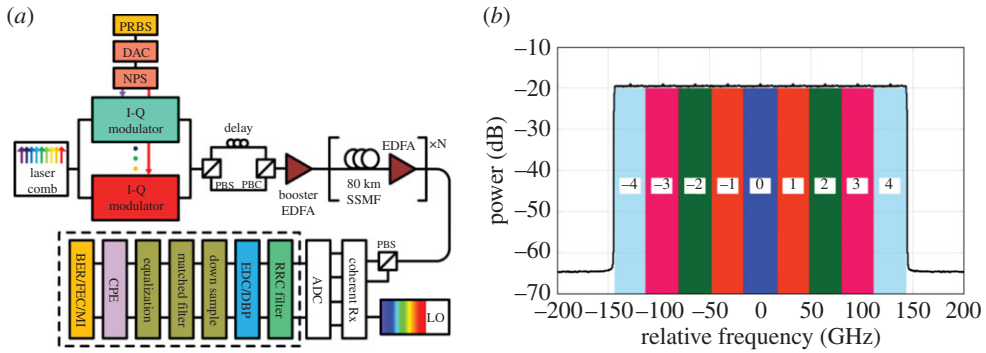 (a)
PRBS
DAC
NPS
I-Q
modulator
I-Q
modulator
laser
comb
delay
PBS PBC
booster
EDFA
EDFA
×N
80 km
SSMF
PBS
BER/FEC/MI
CPE
equalization
matched filter
down sample
EDC/DBP
RRC filter
ADC
coherent Rx
LO
(b)
power (dB)
−10
−20
−30
−40
−50
−60
−70
−4 −3 −2 −1 0 1 2 3 4
−200 −150 −100 −50 0 50 100 150 200
relative frequency (GHz)